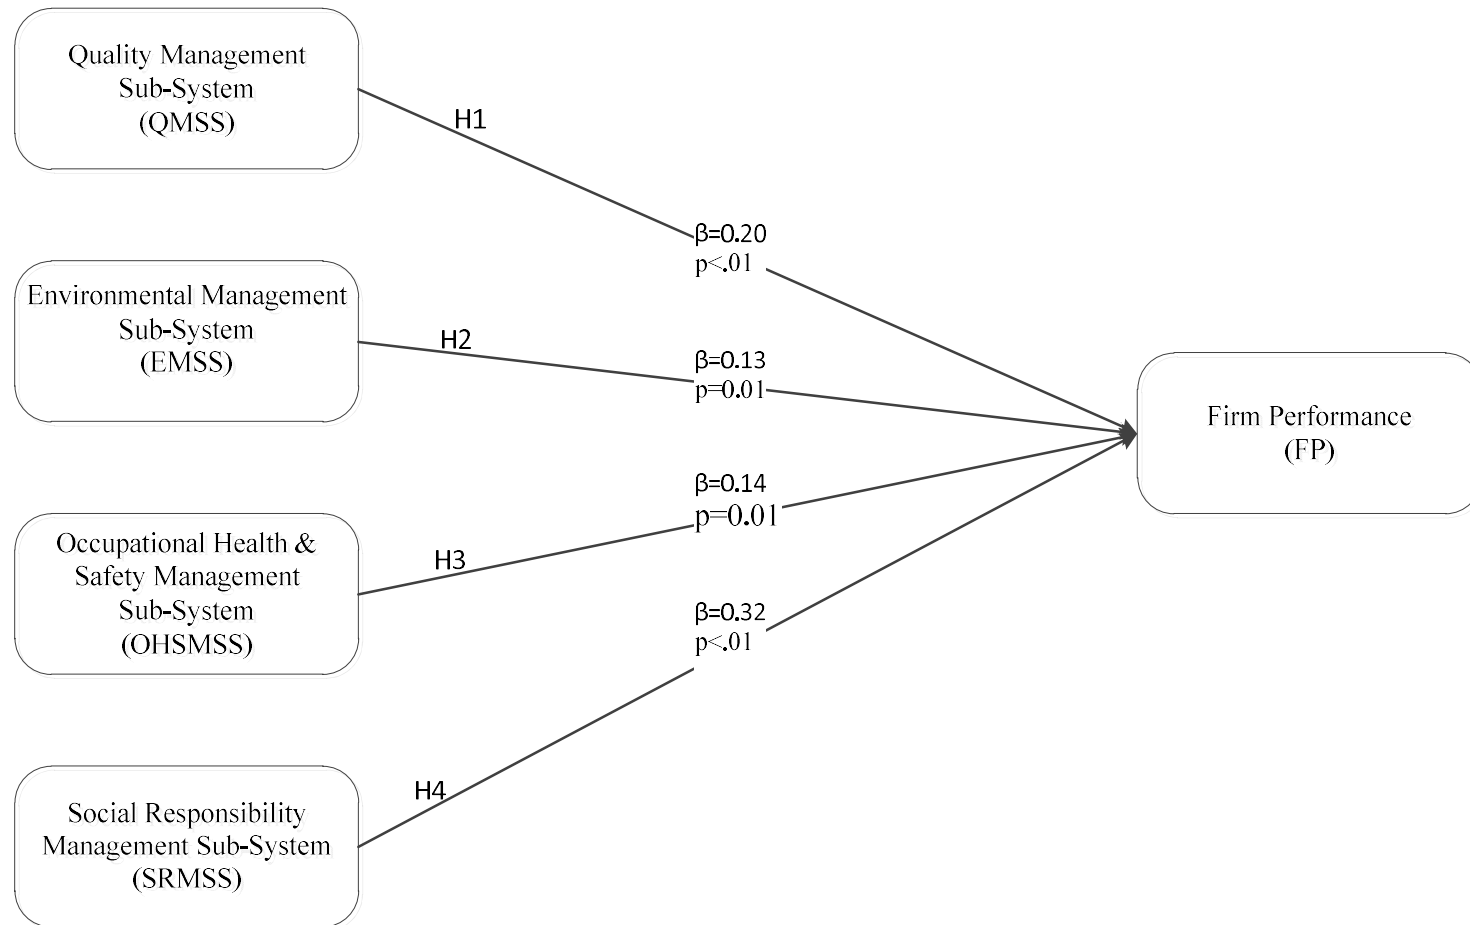 Quality Management
Sub-System
(QMSS)
H1
β=0.20
p<.01
Environmental Management
Sub-System
(EMSS)
H2
β=0.13
p=0.01
Firm Performance
(FP)
Occupational Health &
Safety Management
Sub-System
(OHSMSS)
H3
β=0.14
p=0.01
β=0.32
p<.01
Social Responsibility
Management Sub-System
(SRMSS)
H4